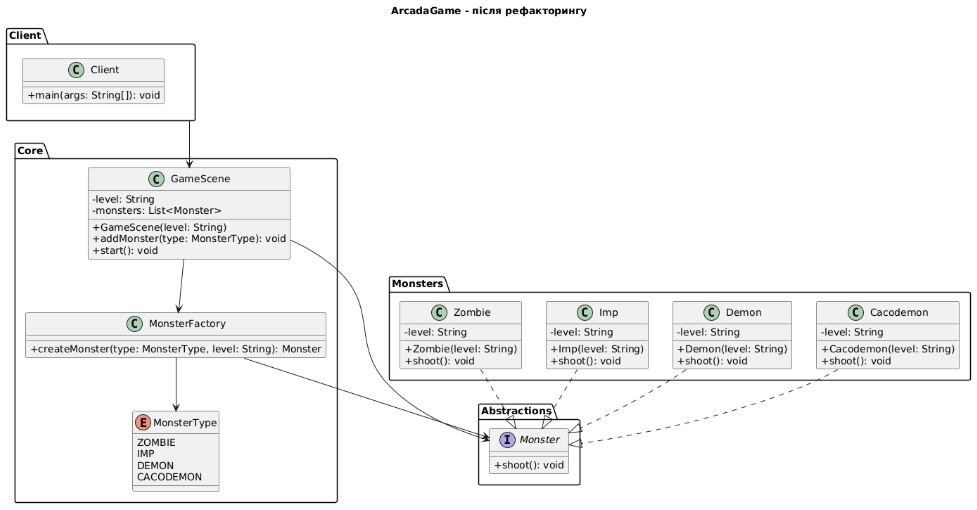 ArcadaGame - після рефакторингу
Client
C Client
+main(args: String[]): void
Core
C GameScene
-level: String
-monsters: List<Monster>
+GameScene(level: String)
+addMonster(type: MonsterType): void
+start(): void
C MonsterFactory
+createMonster(type: MonsterType, level: String): Monster
E MonsterType
ZOMBIE
IMP
DEMON
CACODEMON
Monsters
C Zombie
-level: String
+Zombie(level: String)
+shoot(): void
C Imp
-level: String
+Imp(level: String)
+shoot(): void
C Demon
-level: String
+Demon(level: String)
+shoot(): void
C Cacodemon
-level: String
+Cacodemon(level: String)
+shoot(): void
Abstractions
I Monster
+shoot(): void